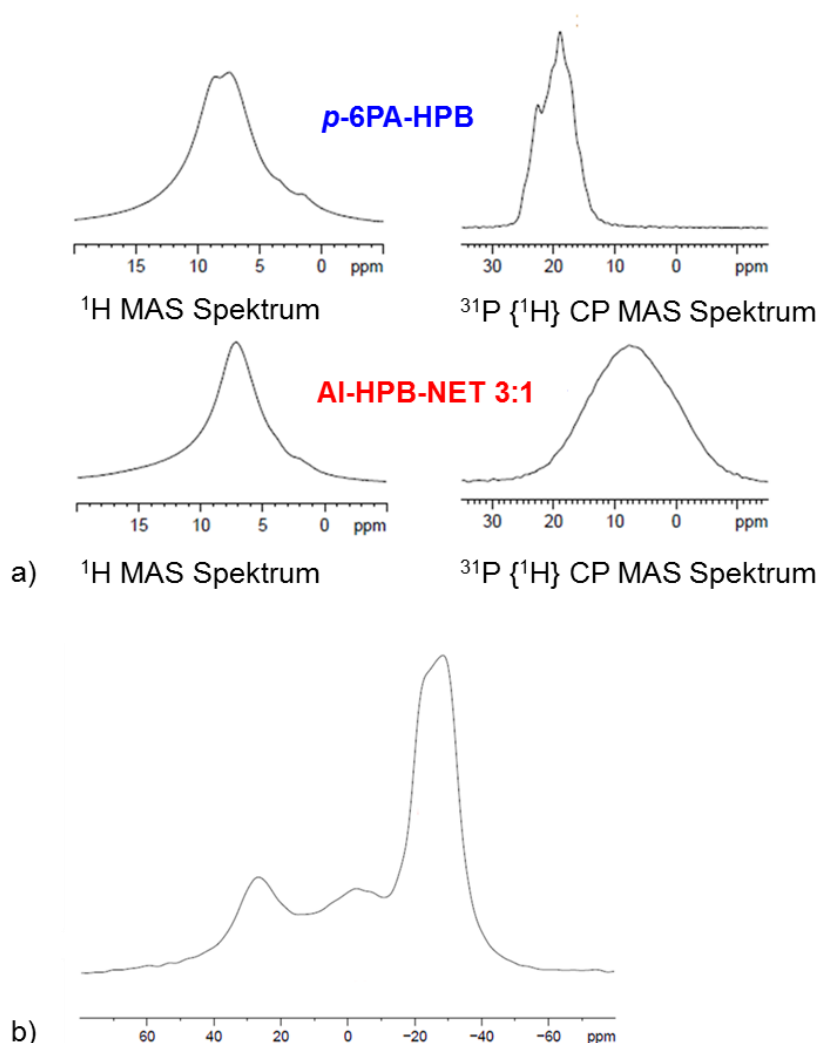 p-6PA-HPB
15 10 5 0 ppm
30 20 10 0 ppm
¹H MAS Spektrum
³¹P {¹H} CP MAS Spektrum
Al-HPB-NET 3:1
15 10 5 0 ppm
30 20 10 0 ppm
a) ¹H MAS Spektrum
³¹P {¹H} CP MAS Spektrum
b) 60 40 20 0 −20 −40 −60 ppm